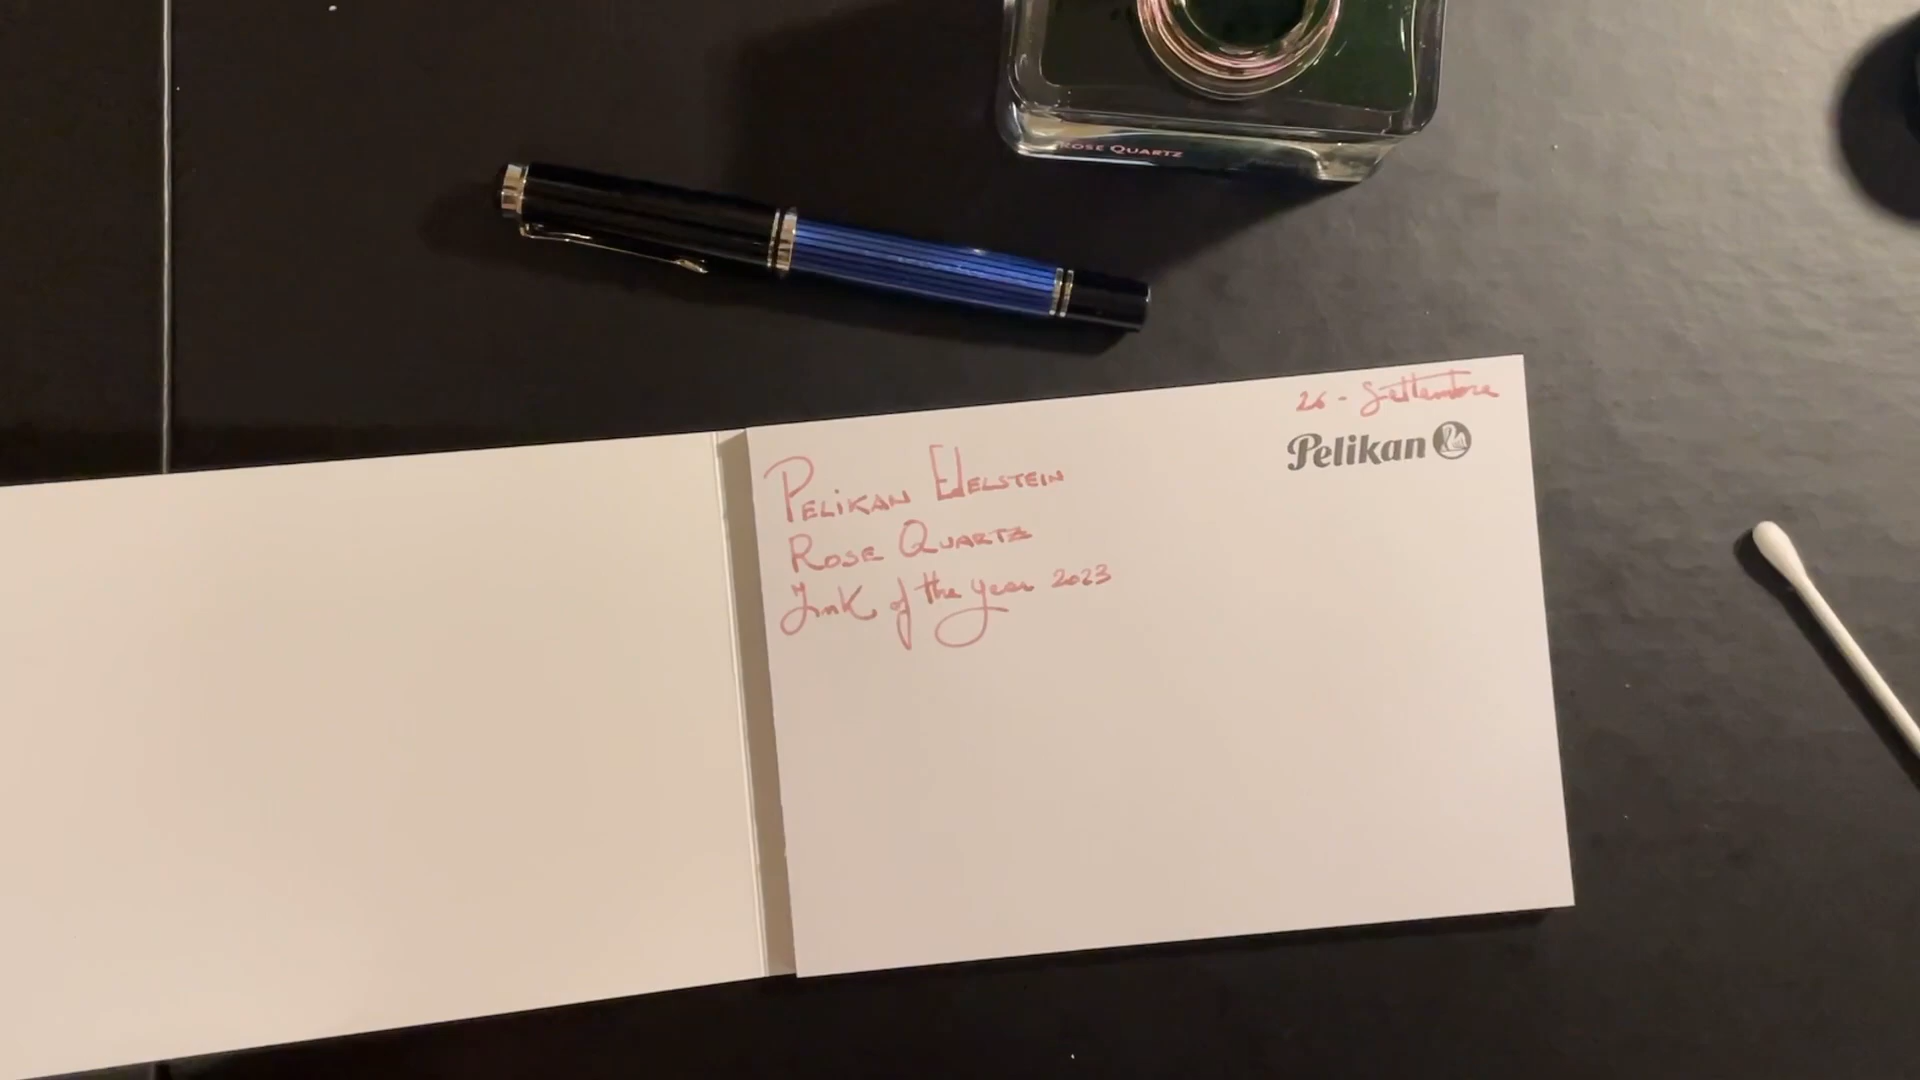 ROSE QUARTZ
26 - Settembre
Pelikan
PELIKAN EDELSTEIN
ROSE QUARTZ
Ink of the year 2023